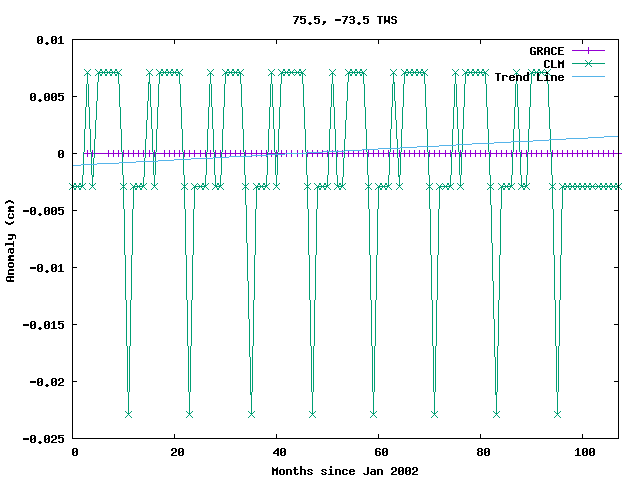 75.5, -73.5 TWS
0.01
GRACE
CLM
Trend Line
0.005
0
-0.005
Anomaly (cm)
-0.01
-0.015
-0.02
-0.025
0 20 40 60 80 100
Months since Jan 2002